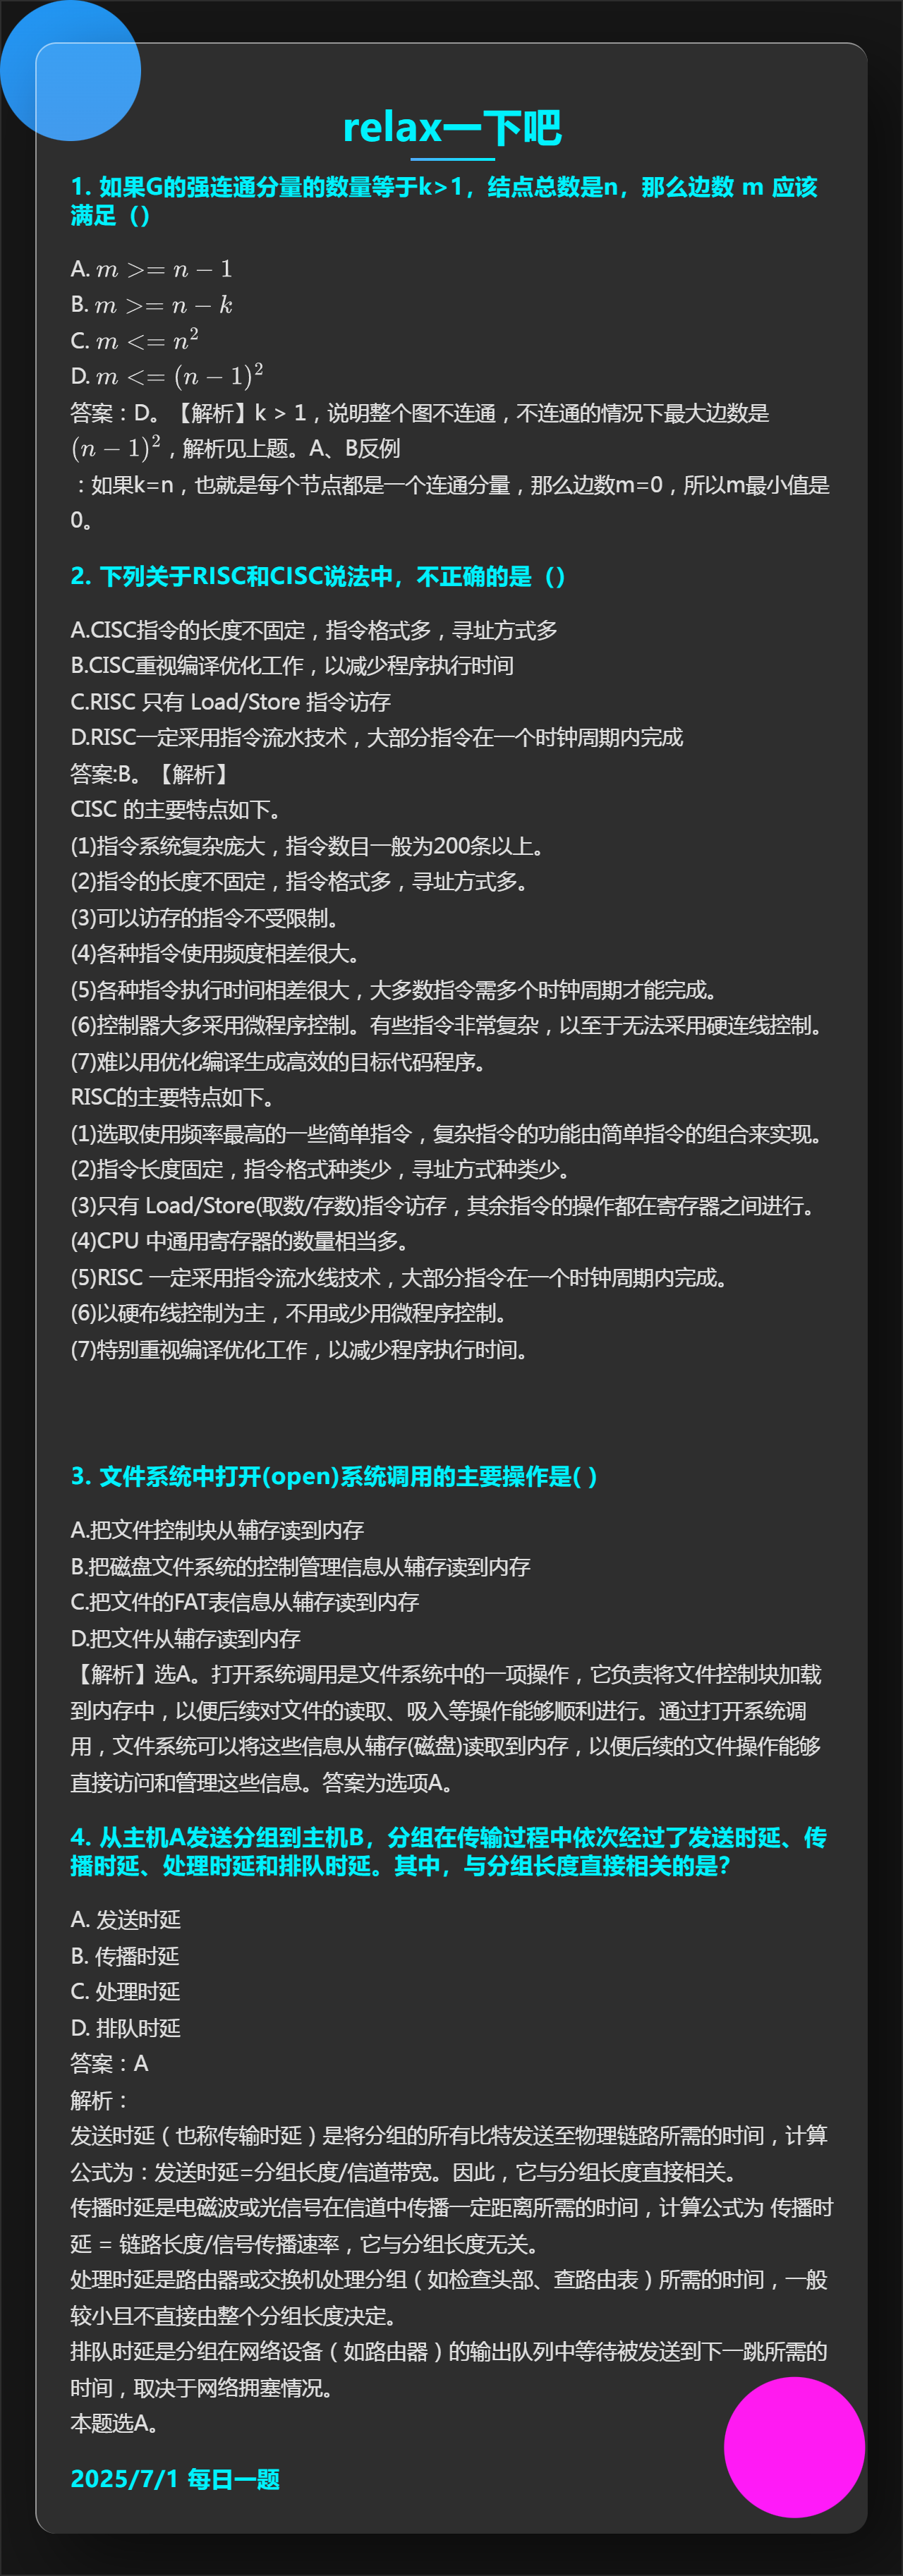 relax一下吧
1. 如果G的强连通分量的数量等于k>1，结点总数是n，那么边数 m 应该
满足（）
A. m >= n − 1
B. m >= n − k
C. m <= n²
D. m <= (n − 1)²
答案：D。【解析】k > 1，说明整个图不连通，不连通的情况下最大边数是
(n − 1)²，解析见上题。A、B反例
：如果k=n，也就是每个节点都是一个连通分量，那么边数m=0，所以m最小值是
0。
2. 下列关于RISC和CISC说法中，不正确的是（）
A.CISC指令的长度不固定，指令格式多，寻址方式多
B.CISC重视编译优化工作，以减少程序执行时间
C.RISC 只有 Load/Store 指令访存
D.RISC一定采用指令流水技术，大部分指令在一个时钟周期内完成
答案:B。【解析】
CISC 的主要特点如下。
(1)指令系统复杂庞大，指令数目一般为200条以上。
(2)指令的长度不固定，指令格式多，寻址方式多。
(3)可以访存的指令不受限制。
(4)各种指令使用频度相差很大。
(5)各种指令执行时间相差很大，大多数指令需多个时钟周期才能完成。
(6)控制器大多采用微程序控制。有些指令非常复杂，以至于无法采用硬连线控制。
(7)难以用优化编译生成高效的目标代码程序。
RISC的主要特点如下。
(1)选取使用频率最高的一些简单指令，复杂指令的功能由简单指令的组合来实现。
(2)指令长度固定，指令格式种类少，寻址方式种类少。
(3)只有 Load/Store(取数/存数)指令访存，其余指令的操作都在寄存器之间进行。
(4)CPU 中通用寄存器的数量相当多。
(5)RISC 一定采用指令流水线技术，大部分指令在一个时钟周期内完成。
(6)以硬布线控制为主，不用或少用微程序控制。
(7)特别重视编译优化工作，以减少程序执行时间。
3. 文件系统中打开(open)系统调用的主要操作是( )
A.把文件控制块从辅存读到内存
B.把磁盘文件系统的控制管理信息从辅存读到内存
C.把文件的FAT表信息从辅存读到内存
D.把文件从辅存读到内存
【解析】选A。打开系统调用是文件系统中的一项操作，它负责将文件控制块加载
到内存中，以便后续对文件的读取、吸入等操作能够顺利进行。通过打开系统调
用，文件系统可以将这些信息从辅存(磁盘)读取到内存，以便后续的文件操作能够
直接访问和管理这些信息。答案为选项A。
4. 从主机A发送分组到主机B，分组在传输过程中依次经过了发送时延、传
播时延、处理时延和排队时延。其中，与分组长度直接相关的是？
A. 发送时延
B. 传播时延
C. 处理时延
D. 排队时延
答案：A
解析：
发送时延（也称传输时延）是将分组的所有比特发送至物理链路所需的时间，计算
公式为：发送时延=分组长度/信道带宽。因此，它与分组长度直接相关。
传播时延是电磁波或光信号在信道中传播一定距离所需的时间，计算公式为 传播时
延 = 链路长度/信号传播速率，它与分组长度无关。
处理时延是路由器或交换机处理分组（如检查头部、查路由表）所需的时间，一般
较小且不直接由整个分组长度决定。
排队时延是分组在网络设备（如路由器）的输出队列中等待被发送到下一跳所需的
时间，取决于网络拥塞情况。
本题选A。
2025/7/1 每日一题